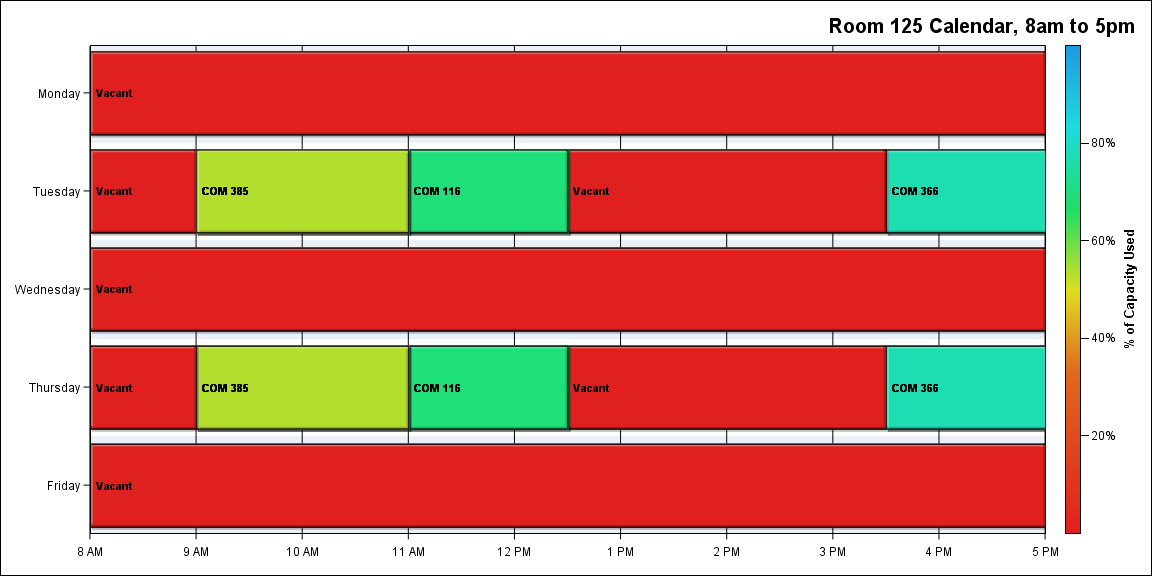 Room 125 Calendar, 8am to 5pm
Monday
Vacant
Tuesday
Vacant
COM 385
COM 116
Vacant
COM 366
Wednesday
Vacant
Thursday
Vacant
COM 385
COM 116
Vacant
COM 366
Friday
Vacant
8 AM
9 AM
10 AM
11 AM
12 PM
1 PM
2 PM
3 PM
4 PM
5 PM
80%
60%
40%
20%
% of Capacity Used